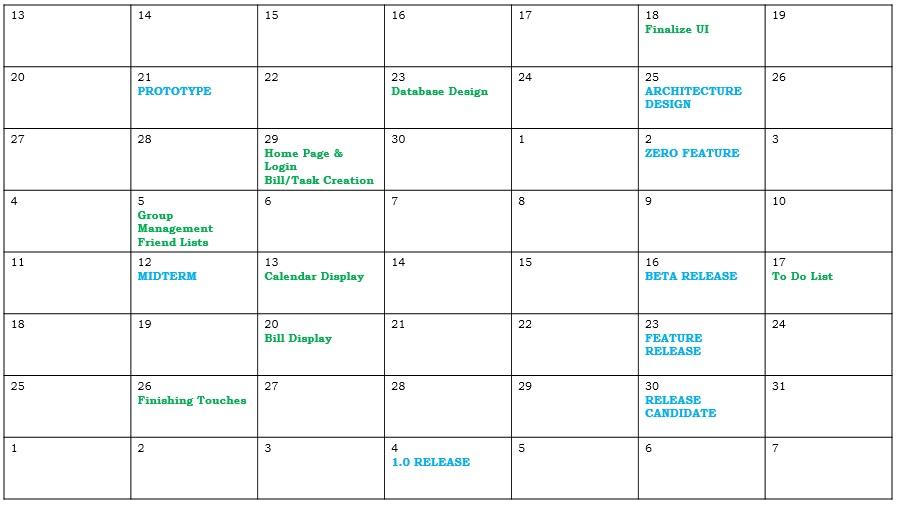 13 14 15 16 17 18 19
Finalize UI
20 21 22 23 24 25 26
PROTOTYPE Database Design ARCHITECTURE
DESIGN
27 28 29 30 1 2 3
Home Page & ZERO FEATURE
Login
Bill/Task Creation
4 5 6 7 8 9 10
Group
Management
Friend Lists
11 12 13 14 15 16 17
MIDTERM Calendar Display BETA RELEASE To Do List
18 19 20 21 22 23 24
Bill Display FEATURE
RELEASE
25 26 27 28 29 30 31
Finishing Touches RELEASE
CANDIDATE
1 2 3 4 5 6 7
1.0 RELEASE